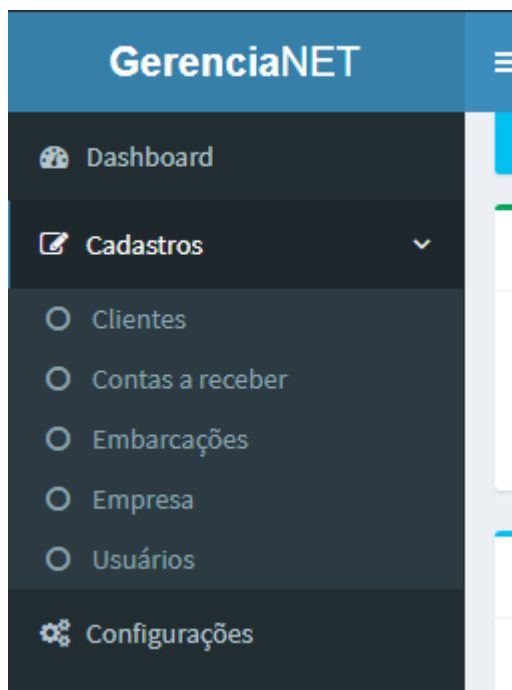 GerenciaNET
Dashboard
Cadastros
Clientes
Contas a receber
Embarcações
Empresa
Usuários
Configurações